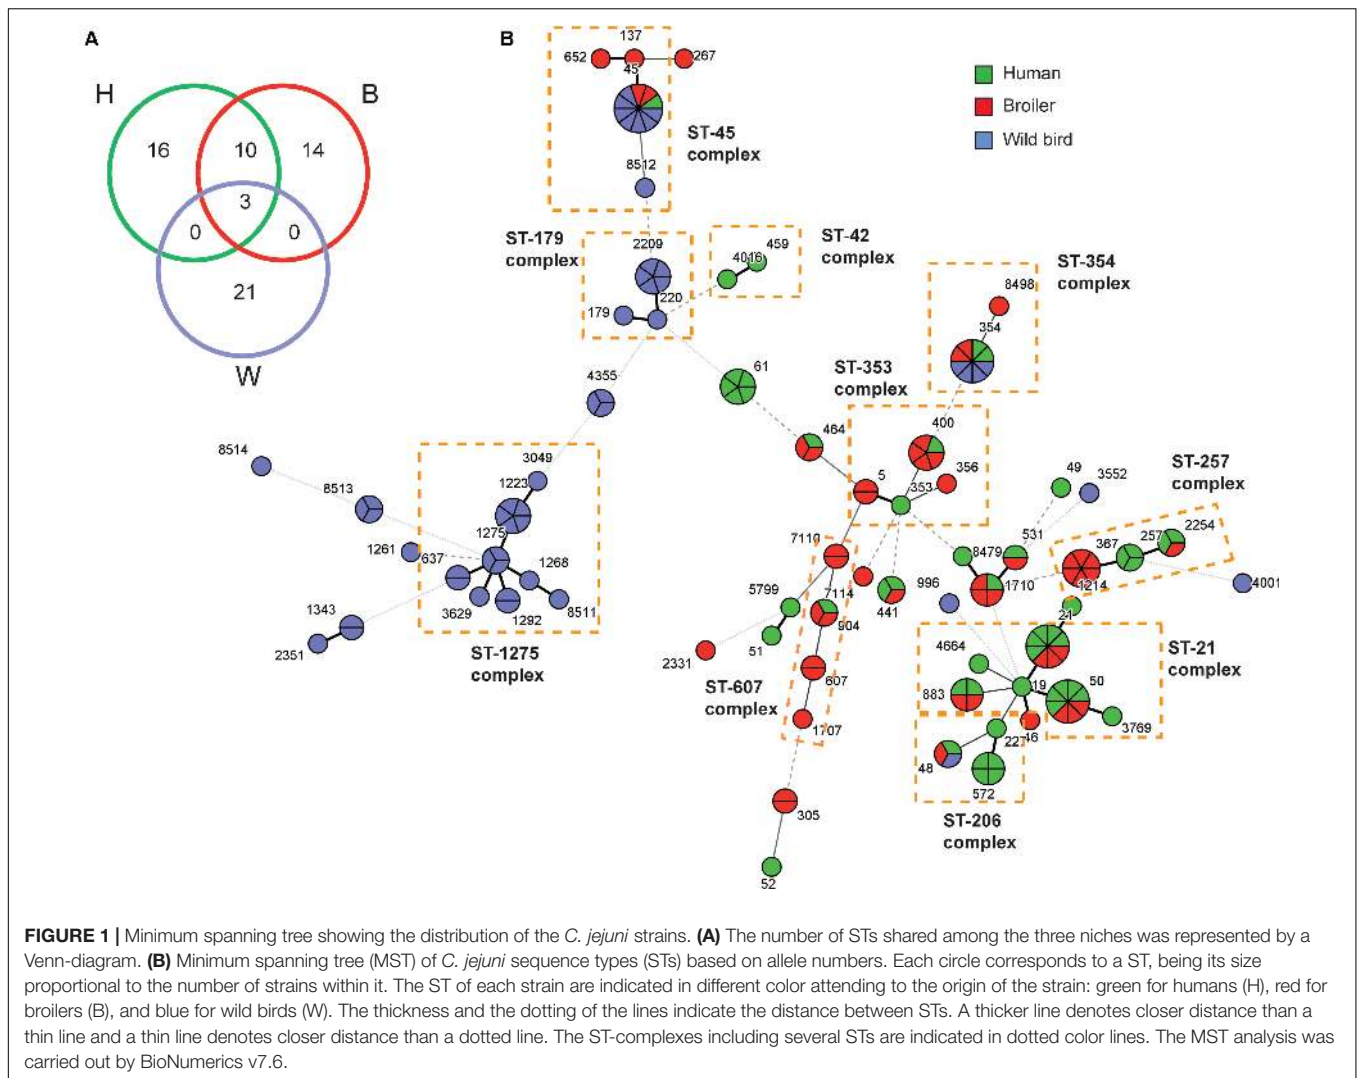 A
B
H
B
16
10
14
3
0
0
21
W
Human
Broiler
Wild bird
137
652
267
45
ST-45
complex
8512
ST-179
complex
2209
220
179
ST-42
complex
459
4016
ST-354
complex
8498
354
61
4355
ST-353
complex
464
400
356
5
353
49
3552
ST-257
complex
2254
257
367
531
8479
1214
1710
4001
996
441
8514
8513
3049
1223
1275
1261
637
1268
3629
1292
8511
1343
2351
ST-1275
complex
7110
7114
904
5799
51
2331
607
ST-607
complex
1707
305
52
21
ST-21
complex
4664
19
50
883
3769
46
227
48
572
ST-206
complex
FIGURE 1 | Minimum spanning tree showing the distribution of the C. jejuni strains. (A) The number of STs shared among the three niches was represented by a
Venn-diagram. (B) Minimum spanning tree (MST) of C. jejuni sequence types (STs) based on allele numbers. Each circle corresponds to a ST, being its size
proportional to the number of strains within it. The ST of each strain are indicated in different color attending to the origin of the strain: green for humans (H), red for
broilers (B), and blue for wild birds (W). The thickness and the dotting of the lines indicate the distance between STs. A thicker line denotes closer distance than a
thin line and a thin line denotes closer distance than a dotted line. The ST-complexes including several STs are indicated in dotted color lines. The MST analysis was
carried out by BioNumerics v7.6.